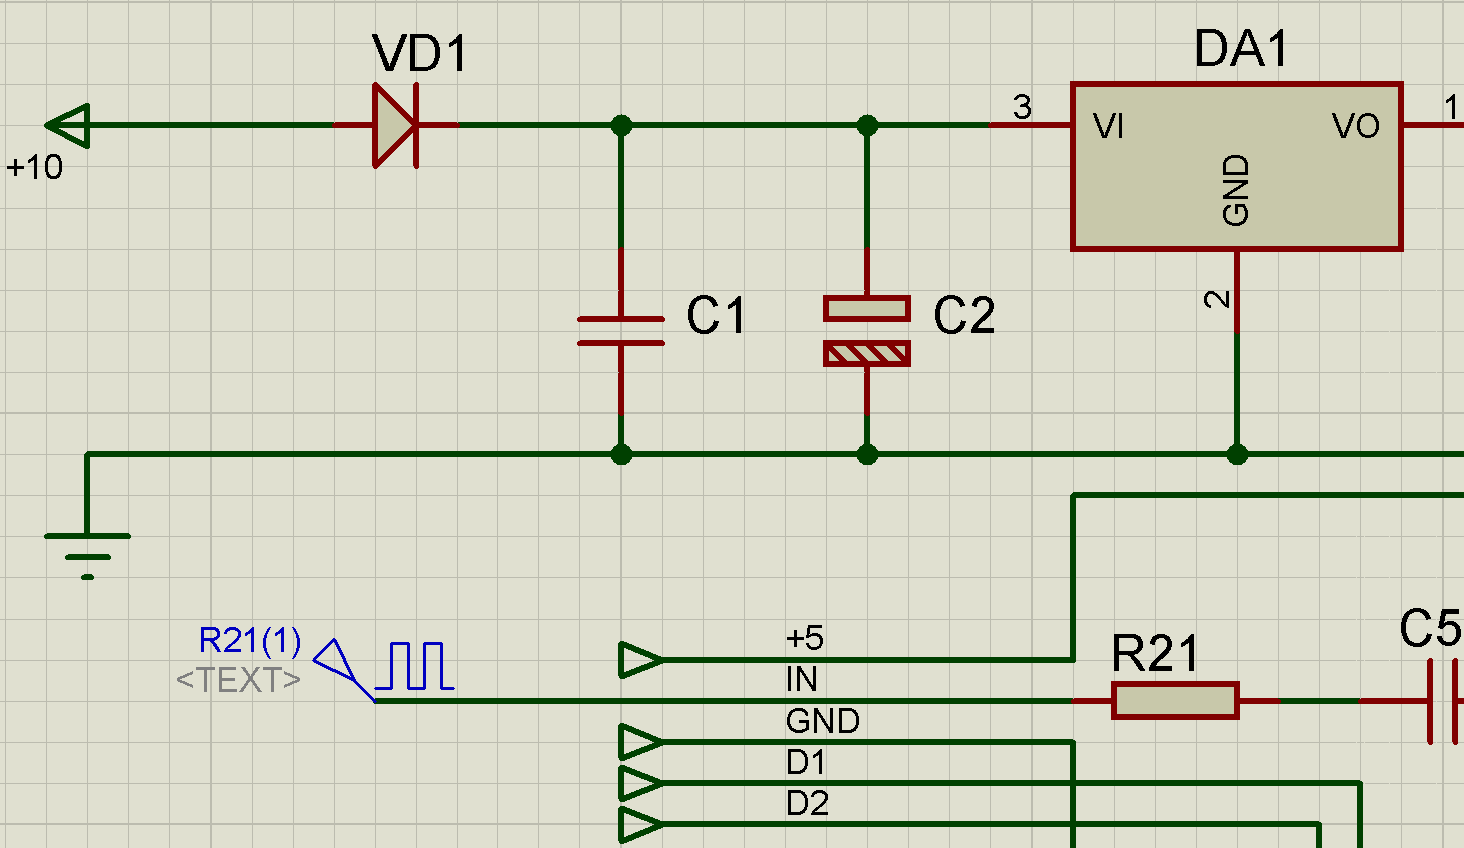 VD1
DA1
3
1
VI
VO
+10
GND
2
C1
C2
R21(1)
<TEXT>
+5
IN
GND
D1
D2
R21
C5